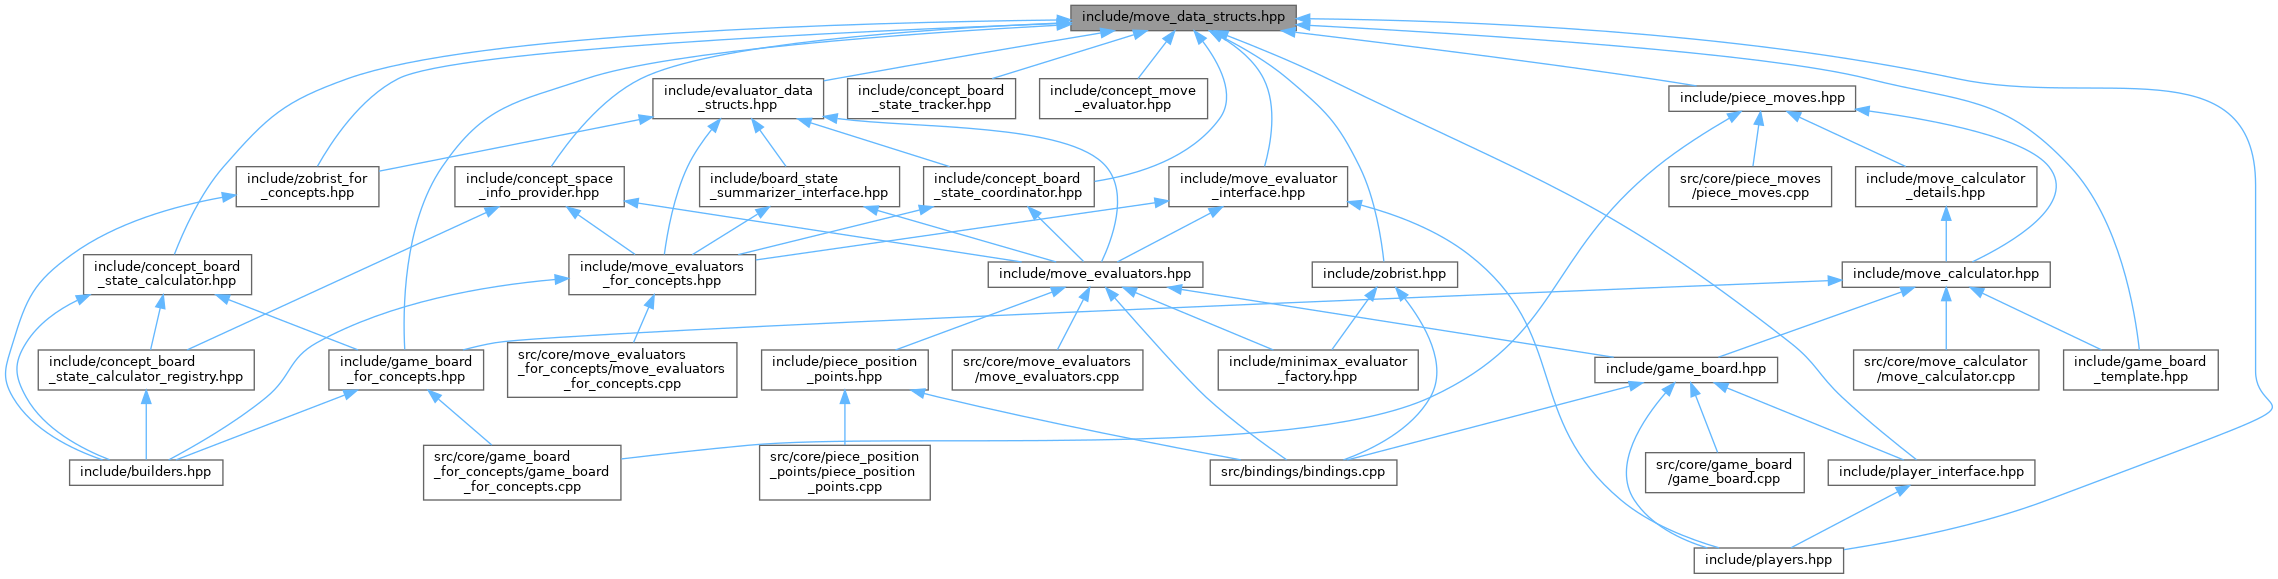 include/move_data_structs.hpp
include/evaluator_data
_structs.hpp
include/concept_board
_state_tracker.hpp
include/concept_move
_evaluator.hpp
include/piece_moves.hpp
include/zobrist_for
_concepts.hpp
include/concept_space
_info_provider.hpp
include/board_state
_summarizer_interface.hpp
include/concept_board
_state_coordinator.hpp
include/move_evaluator
_interface.hpp
src/core/piece_moves
/piece_moves.cpp
include/move_calculator
_details.hpp
include/concept_board
_state_calculator.hpp
include/move_evaluators
_for_concepts.hpp
include/move_evaluators.hpp
include/zobrist.hpp
include/move_calculator.hpp
include/concept_board
_state_calculator_registry.hpp
include/game_board
_for_concepts.hpp
src/core/move_evaluators
_for_concepts/move_evaluators
_for_concepts.cpp
include/piece_position
_points.hpp
src/core/move_evaluators
/move_evaluators.cpp
include/minimax_evaluator
_factory.hpp
include/game_board.hpp
src/core/move_calculator
/move_calculator.cpp
include/game_board
_template.hpp
include/builders.hpp
src/core/game_board
_for_concepts/game_board
_for_concepts.cpp
src/core/piece_position
_points/piece_position
_points.cpp
src/bindings/bindings.cpp
src/core/game_board
/game_board.cpp
include/player_interface.hpp
include/players.hpp